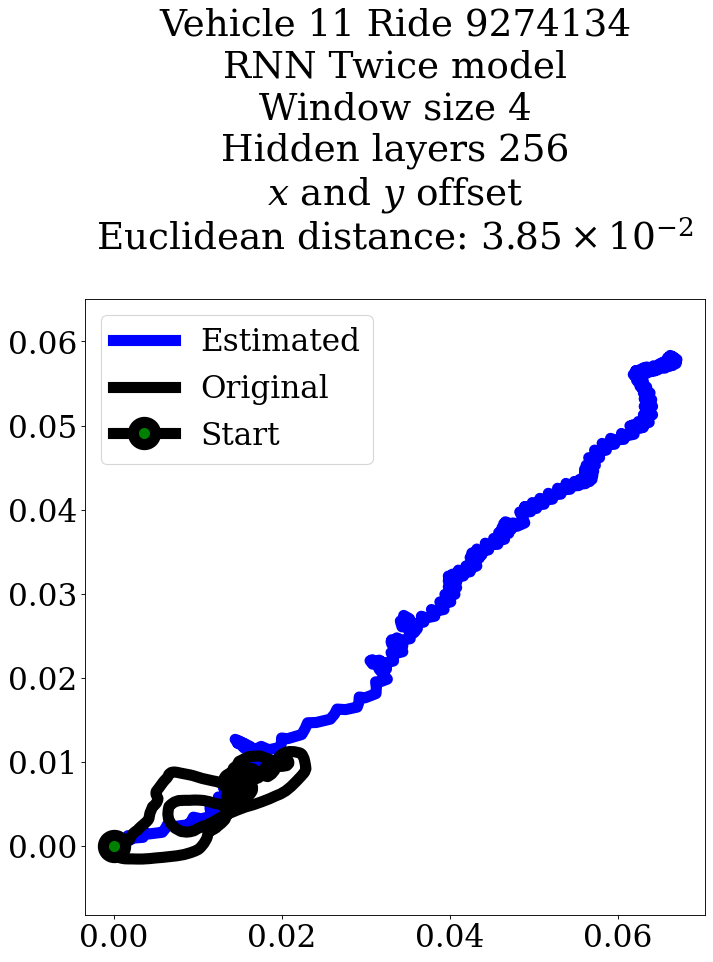 Vehicle 11 Ride 9274134
RNN Twice model
Window size 4
Hidden layers 256
x and y offset
Euclidean distance: 3.85 × 10⁻²
Estimated
Original
Start
0.06
0.05
0.04
0.03
0.02
0.01
0.00
0.00 0.02 0.04 0.06